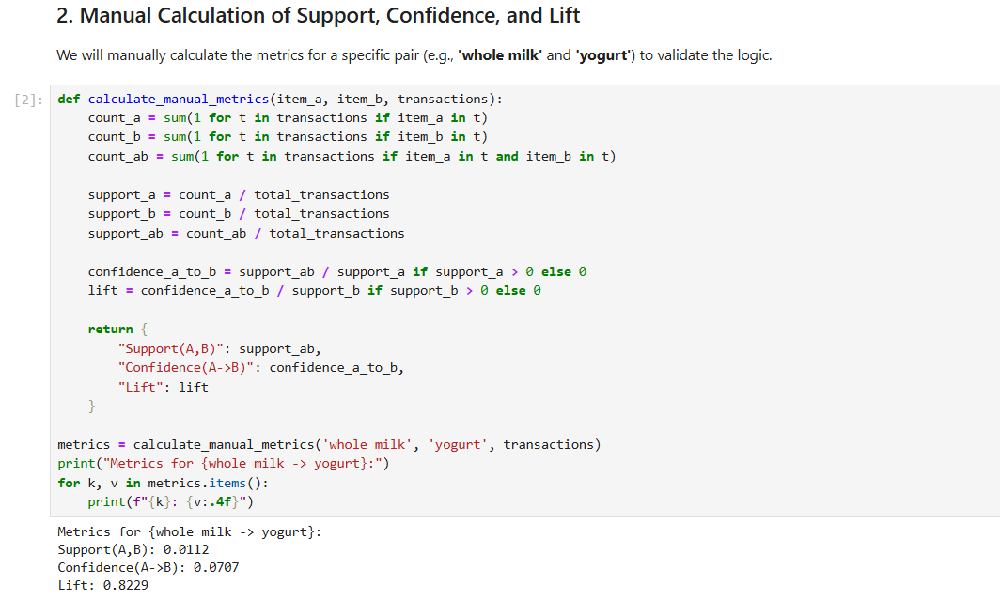 2. Manual Calculation of Support, Confidence, and Lift
We will manually calculate the metrics for a specific pair (e.g., 'whole milk' and 'yogurt') to validate the logic.
[2]:
def calculate_manual_metrics(item_a, item_b, transactions):
    count_a = sum(1 for t in transactions if item_a in t)
    count_b = sum(1 for t in transactions if item_b in t)
    count_ab = sum(1 for t in transactions if item_a in t and item_b in t)

    support_a = count_a / total_transactions
    support_b = count_b / total_transactions
    support_ab = count_ab / total_transactions

    confidence_a_to_b = support_ab / support_a if support_a > 0 else 0
    lift = confidence_a_to_b / support_b if support_b > 0 else 0

    return {
        "Support(A,B)": support_ab,
        "Confidence(A->B)": confidence_a_to_b,
        "Lift": lift
    }

metrics = calculate_manual_metrics('whole milk', 'yogurt', transactions)
print("Metrics for {whole milk -> yogurt}:")
for k, v in metrics.items():
    print(f"{k}: {v:.4f}")
Metrics for {whole milk -> yogurt}:
Support(A,B): 0.0112
Confidence(A->B): 0.0707
Lift: 0.8229